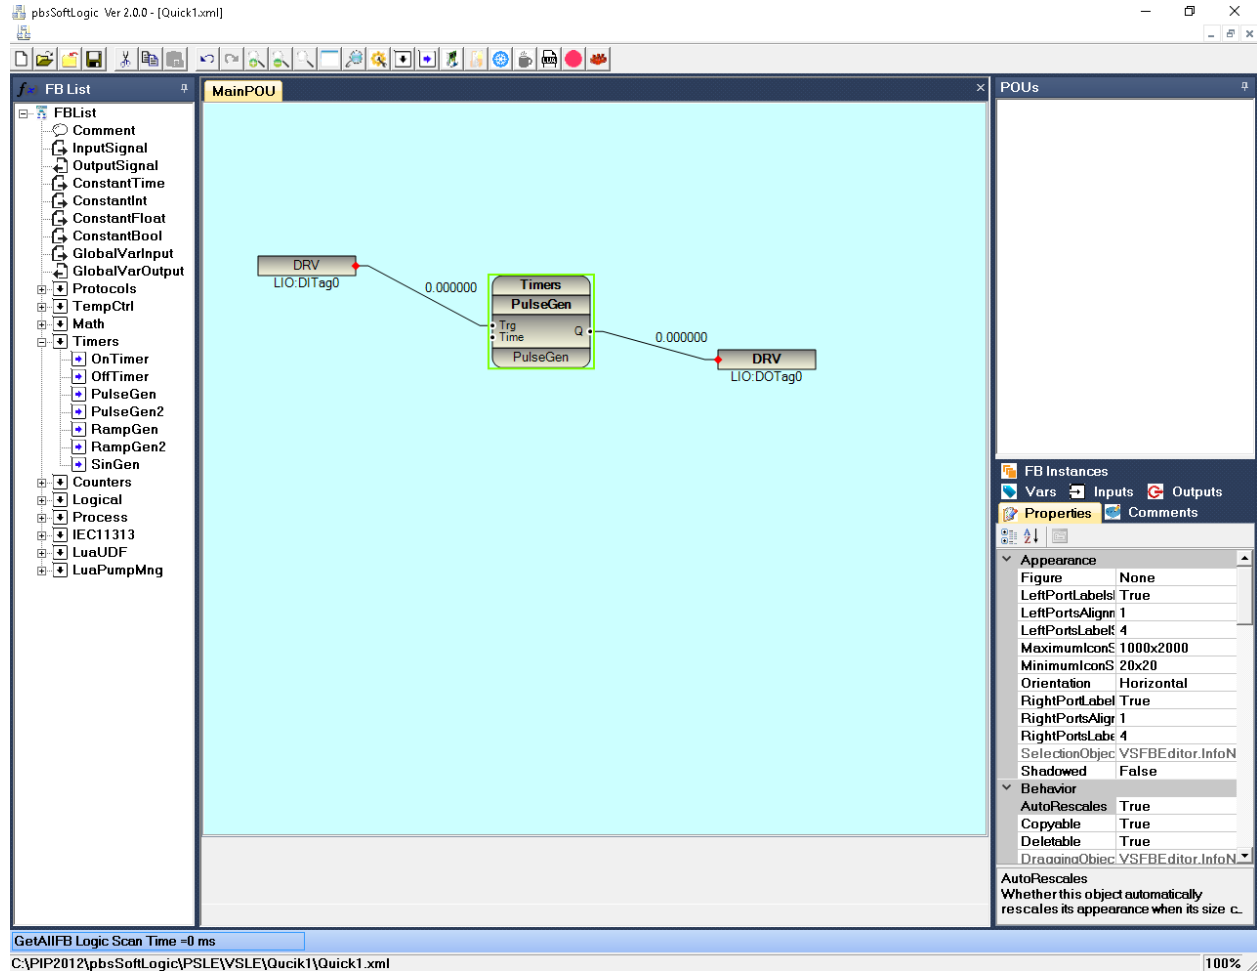 pbsSoftLogic Ver 2.0.0 - [Quick1.xml]
FB List
FBList
Comment
InputSignal
OutputSignal
ConstantTime
ConstantInt
ConstantFloat
ConstantBool
GlobalVarInput
GlobalVarOutput
Protocols
TempCtrl
Math
Timers
OnTimer
OffTimer
PulseGen
PulseGen2
RampGen
RampGen2
SinGen
Counters
Logical
Process
IEC11313
LuaUDF
LuaPumpMng
MainPOU
DRV
LIO:DITag0
0.000000
Timers
PulseGen
Trg
Time
Q
PulseGen
0.000000
DRV
LIO:DOTag0
POUs
FB Instances
Vars Inputs Outputs
Properties Comments
Appearance
Figure None
LeftPortLabels True
LeftPortsAlignn 1
LeftPortsLabelS 4
MaximumIconS 1000x2000
MinimumIconS 20x20
Orientation Horizontal
RightPortLabel True
RightPortsAligr 1
RightPortsLabe 4
SelectionObjec VSFBEditor.InfoN
Shadowed False
Behavior
AutoRescales True
Copyable True
Deletable True
DraggingObjec VSFBEditor.InfoN
AutoRescales
Whether this object automatically
rescales its appearance when its size c..
GetAllFB Logic Scan Time =0 ms
C:\PIP2012\pbsSoftLogic\PSLE\VSLE\Qucik1\Quick1.xml
100%